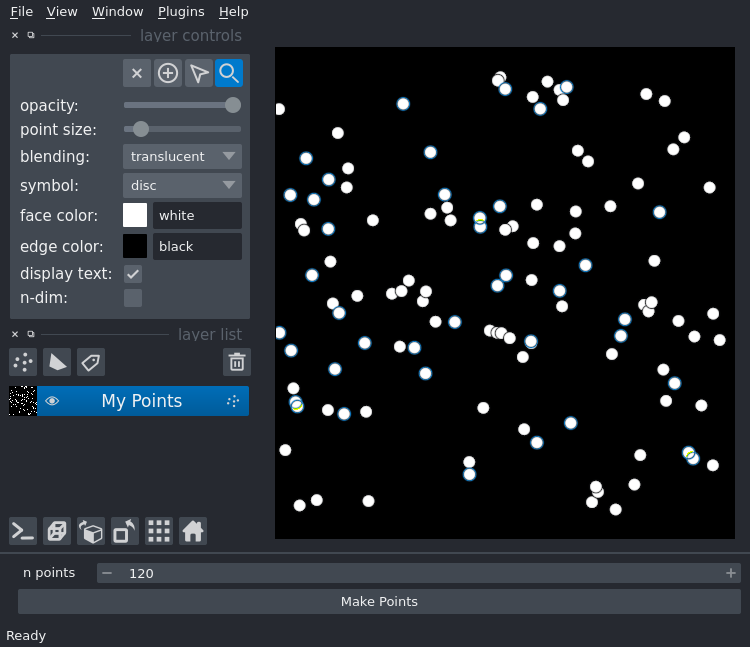 File View Window Plugins Help
layer controls
opacity:
point size:
blending: translucent
symbol: disc
face color: white
edge color: black
display text:
n-dim:
layer list
My Points
n points 120
Make Points
Ready